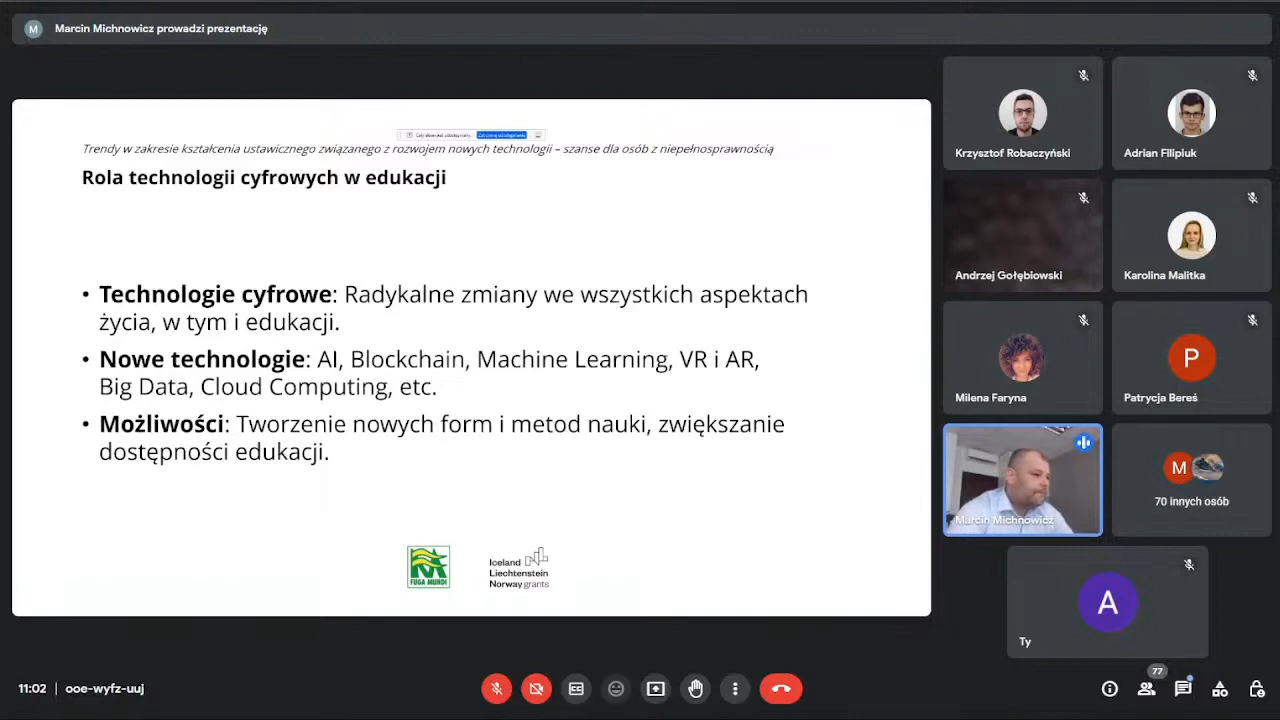 M
Marcin Michnowicz prowadzi prezentację
Cały ekran jest udostępniany.
Trendy w zakresie kształcenia ustawicznego związanego z rozwojem nowych technologii – szanse dla osób z niepełnosprawnością
Rola technologii cyfrowych w edukacji
• Technologie cyfrowe: Radykalne zmiany we wszystkich aspektach
życia, w tym i edukacji.
• Nowe technologie: AI, Blockchain, Machine Learning, VR i AR,
Big Data, Cloud Computing, etc.
• Możliwości: Tworzenie nowych form i metod nauki, zwiększanie
dostępności edukacji.
FUGA MUNDI
Iceland
Liechtenstein
Norway grants
Krzysztof Robaczyński
Adrian Filipiuk
Andrzej Gołębiowski
Karolina Malitka
Milena Faryna
P
Patrycja Bereś
Marcin Michnowicz
M
70 innych osób
A
Ty
11:02 | ooe-wyfz-uuj
77